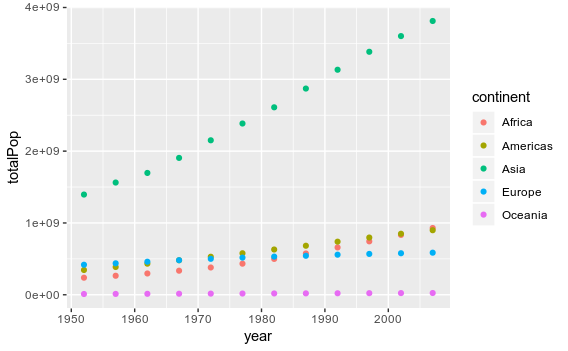 4e+09
3e+09
2e+09
1e+09
0e+00
totalPop
1950
1960
1970
1980
1990
2000
year
continent
Africa
Americas
Asia
Europe
Oceania